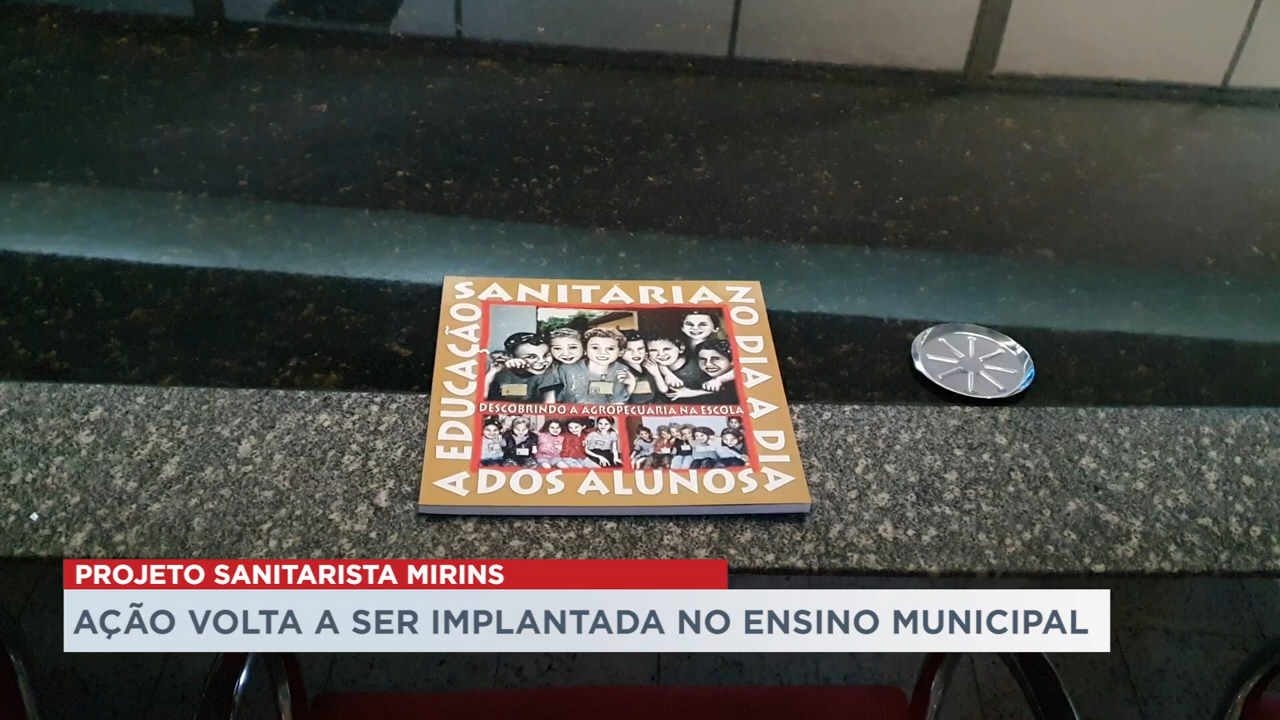 A EDUCAÇÃO
SANITÁRIA
NO DIA A DIA
DESCOBRINDO A AGROPECUÁRIA NA ESCOLA
DOS ALUNOS
PROJETO SANITARISTA MIRINS
AÇÃO VOLTA A SER IMPLANTADA NO ENSINO MUNICIPAL